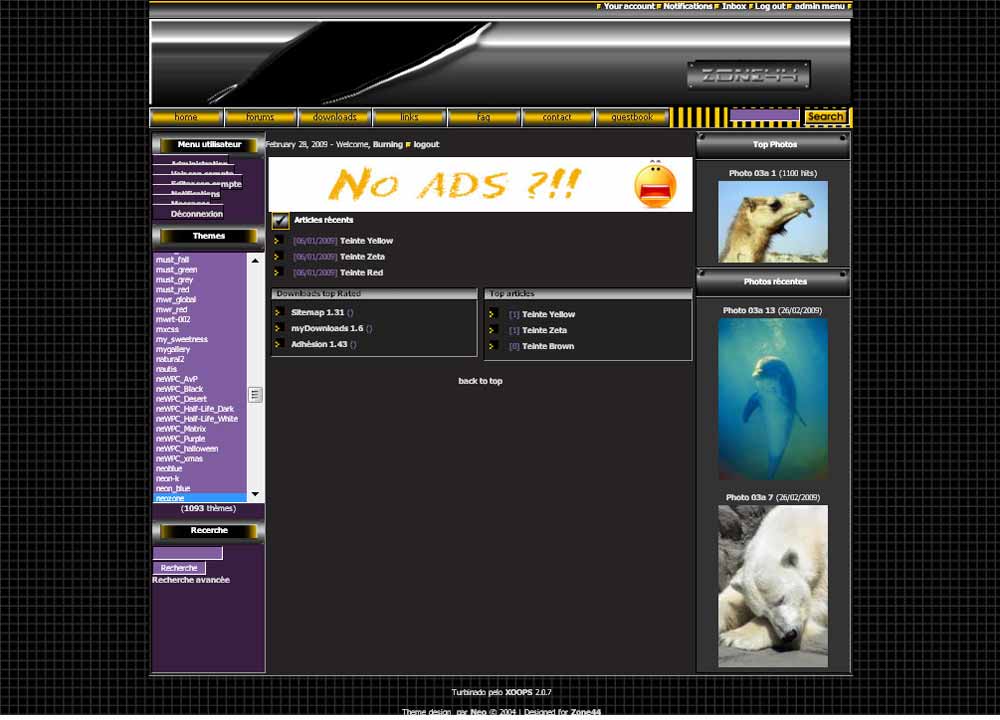 Your account Notifications Inbox Log out admin menu
ZONE44
home forums downloads links faq contact guestbook Search
Menu utilisateur
Administration
Voir son compte
Editer son compte
Notifications
Messages
Déconnexion
Themes
must_fall
must_green
must_grey
must_red
mwr_global
mwr_red
mwrt-002
mxcss
my_sweetness
mygallery
natural2
nautis
neWPC_AvP
neWPC_Black
neWPC_Desert
neWPC_Half-Life_Dark
neWPC_Half-Life_White
neWPC_Matrix
neWPC_Purple
neWPC_halloween
neWPC_xmas
neoblue
neon-k
neon_blue
neozone
(1093 thèmes)
Recerche
Recherche
Recherche avancée
February 28, 2009 - Welcome, Burning logout
No ads ?!!
Articles récents
[06/01/2009] Teinte Yellow
[06/01/2009] Teinte Zeta
[06/01/2009] Teinte Red
Downloads top Rated
Sitemap 1.31 ()
myDownloads 1.6 ()
Adhésion 1.43 ()
Top articles
[1] Teinte Yellow
[1] Teinte Zeta
[0] Teinte Brown
back to top
Top Photos
Photo 03a 1 (1100 hits)
Photos récentes
Photo 03a 13 (26/02/2009)
Photo 03a 7 (26/02/2009)
Turbinado pelo XOOPS 2.0.7
Theme design par Neo © 2004 | Designed for Zone44